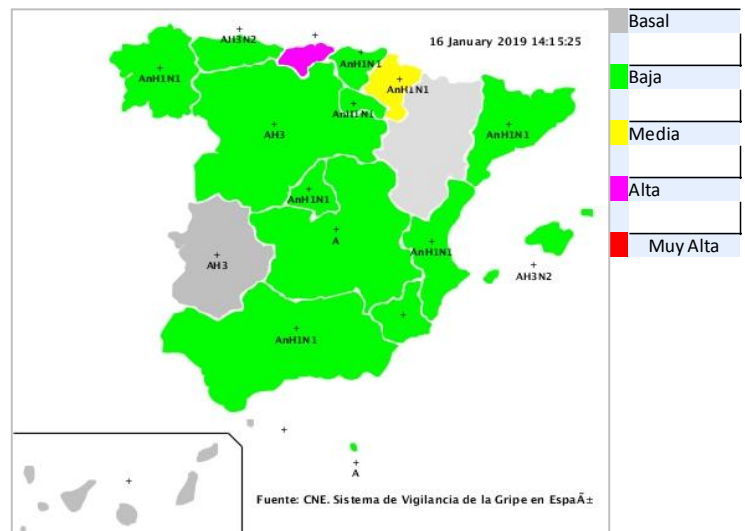 16 January 2019 14:15:25
AH3N2
AnH1N1
AnH1N1
AnH1N1
AnH1N1
AH3
AnH1N1
AnH1N1
A
AH3
AnH1N1
AH3N2
AnH1N1
A
Fuente: CNE. Sistema de Vigilancia de la Gripe en EspaÃ±
Basal
Baja
Media
Alta
Muy Alta